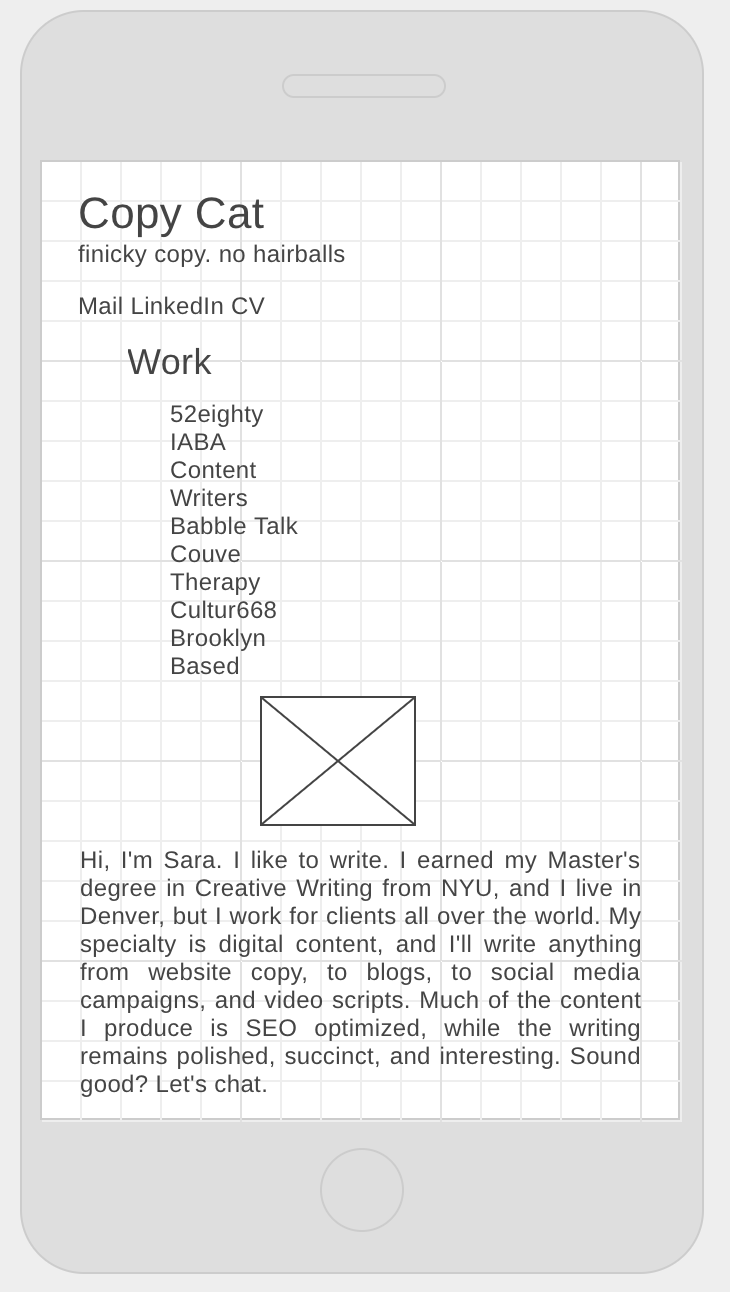 Copy Cat
finicky copy. no hairballs
Mail LinkedIn CV
Work
52eighty
IABA
Content
Writers
Babble Talk
Couve
Therapy
Cultur668
Brooklyn
Based
Hi, I'm Sara. I like to write. I earned my Master's
degree in Creative Writing from NYU, and I live in
Denver, but I work for clients all over the world. My
specialty is digital content, and I'll write anything
from website copy, to blogs, to social media
campaigns, and video scripts. Much of the content
I produce is SEO optimized, while the writing
remains polished, succinct, and interesting. Sound
good? Let's chat.